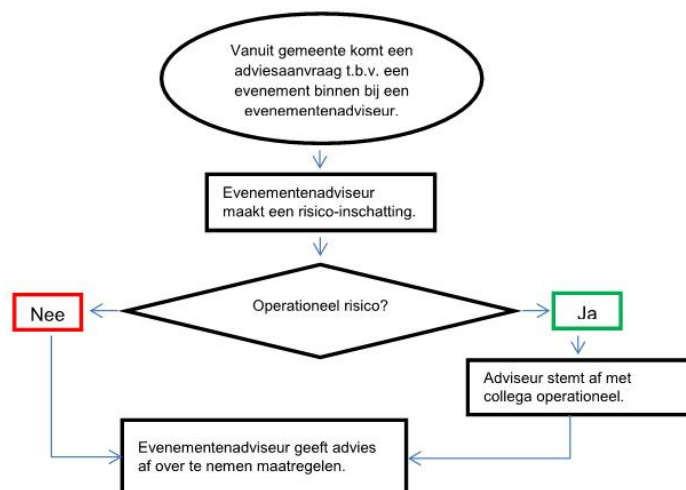 Vanuit gemeente komt een
adviesaanvraag t.b.v. een
evenement binnen bij een
evenementenadviseur.
Evenementenadviseur
maakt een risico-inschatting.
Operationeel risico?
Nee
Ja
Adviseur stemt af met
collega operationeel.
Evenementenadviseur geeft advies
af over te nemen maatregelen.